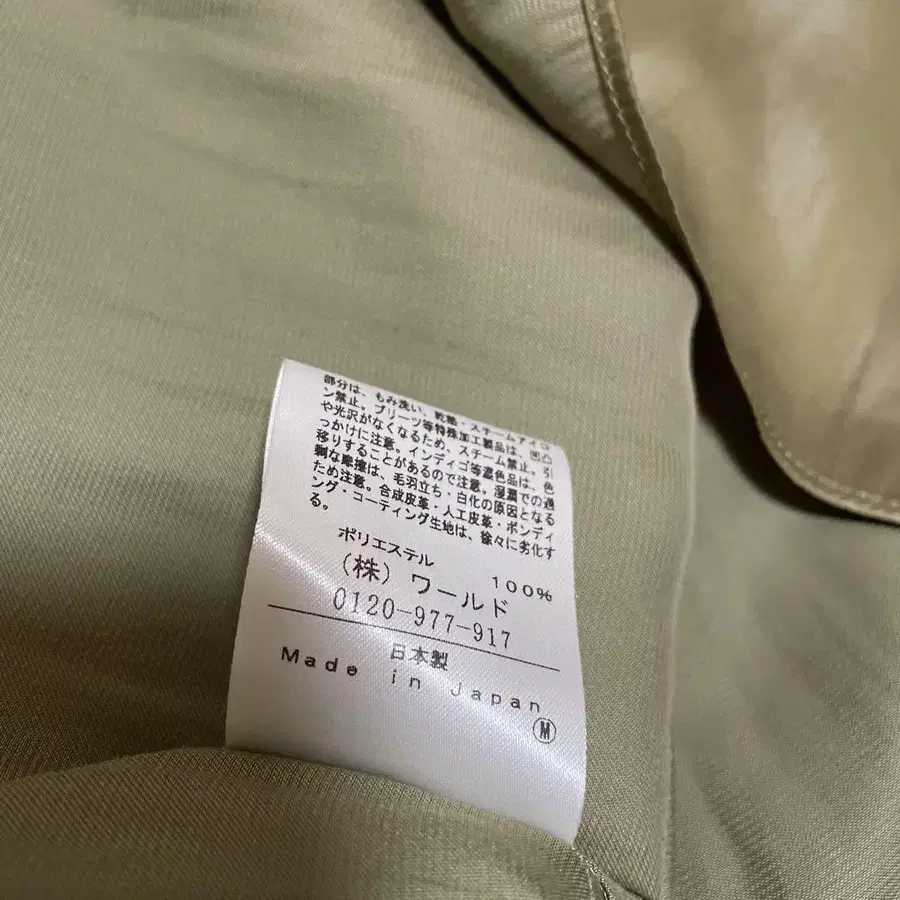 部分は、もみ洗い、乾燥・スチームアイロ
ン禁止。プリーツ等特殊加工製品は、凹凸
や光沢がなくなるため、スチーム禁止。引
っかけに注意。インディゴ等濃色品は、色
移りすることがあるので注意。湿潤での過
剰な摩擦は、毛羽立ち・白化の原因となる
ため注意。合成皮革・人工皮革・ボンディ
ング・コーティング生地は、徐々に劣化す
る。
ポリエステル 100%
(株) ワールド
0120-977-917
日本製
Made in Japan
Ⓜ